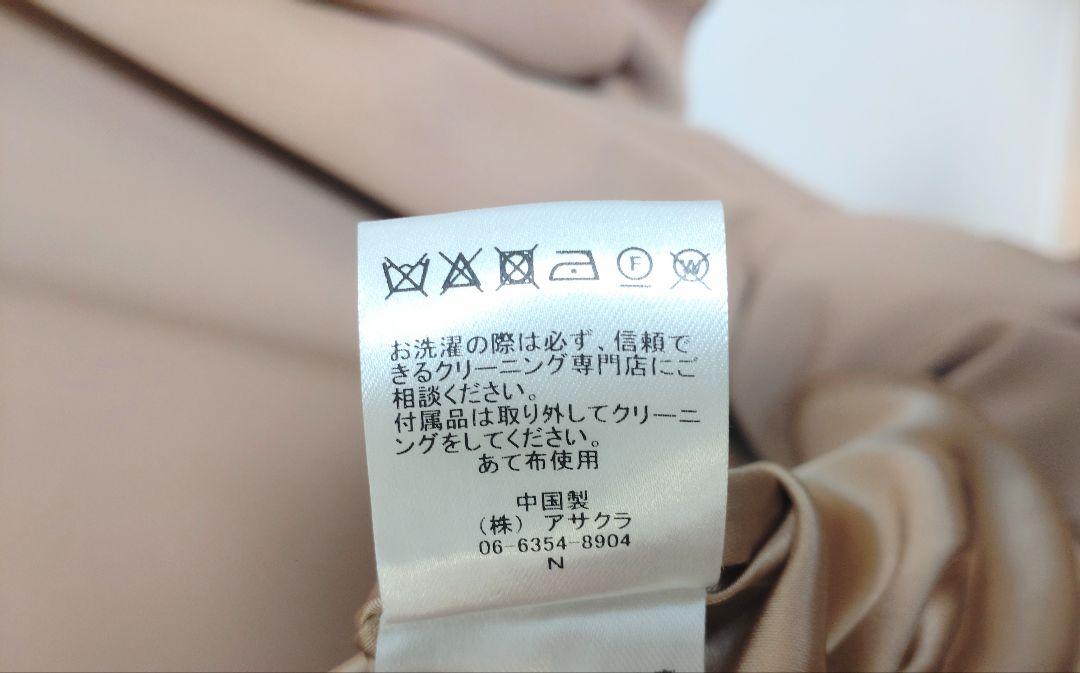 F W
お洗濯の際は必ず、信頼で
きるクリーニング専門店にご
相談ください。
付属品は取り外してクリーニ
ングをしてください。
あて布使用
中国製
(株) アサクラ
06-6354-8904
N